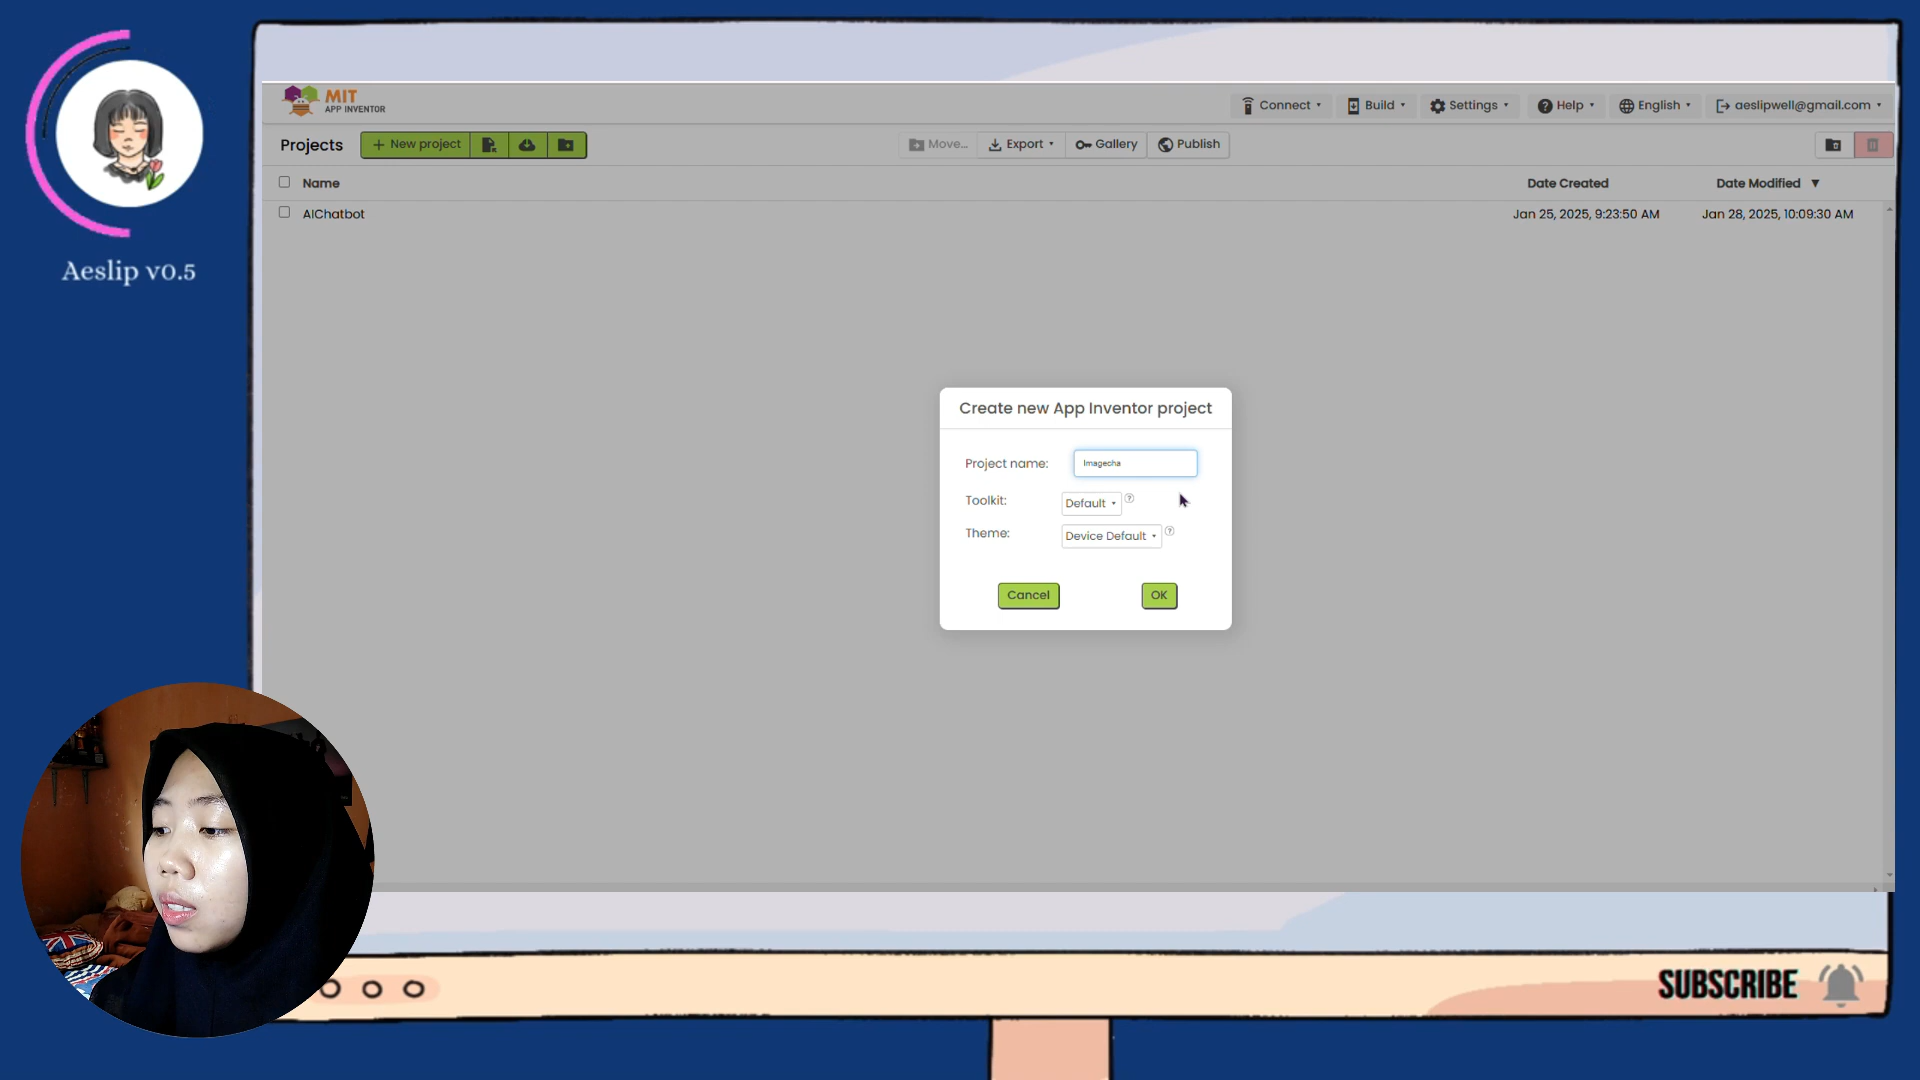 MIT
APP INVENTOR
Connect
Build
Settings
Help
English
aeslipwell@gmail.com
Projects
+ New project
Move...
Export
Gallery
Publish
Name
Date Created
Date Modified ▼
AIChatbot
Jan 25, 2025, 9:23:50 AM
Jan 28, 2025, 10:09:30 AM
Aeslip v0.5
Create new App Inventor project
Project name:
Imagecha
Toolkit:
Default
?
Theme:
Device Default
?
Cancel
OK
SUBSCRIBE